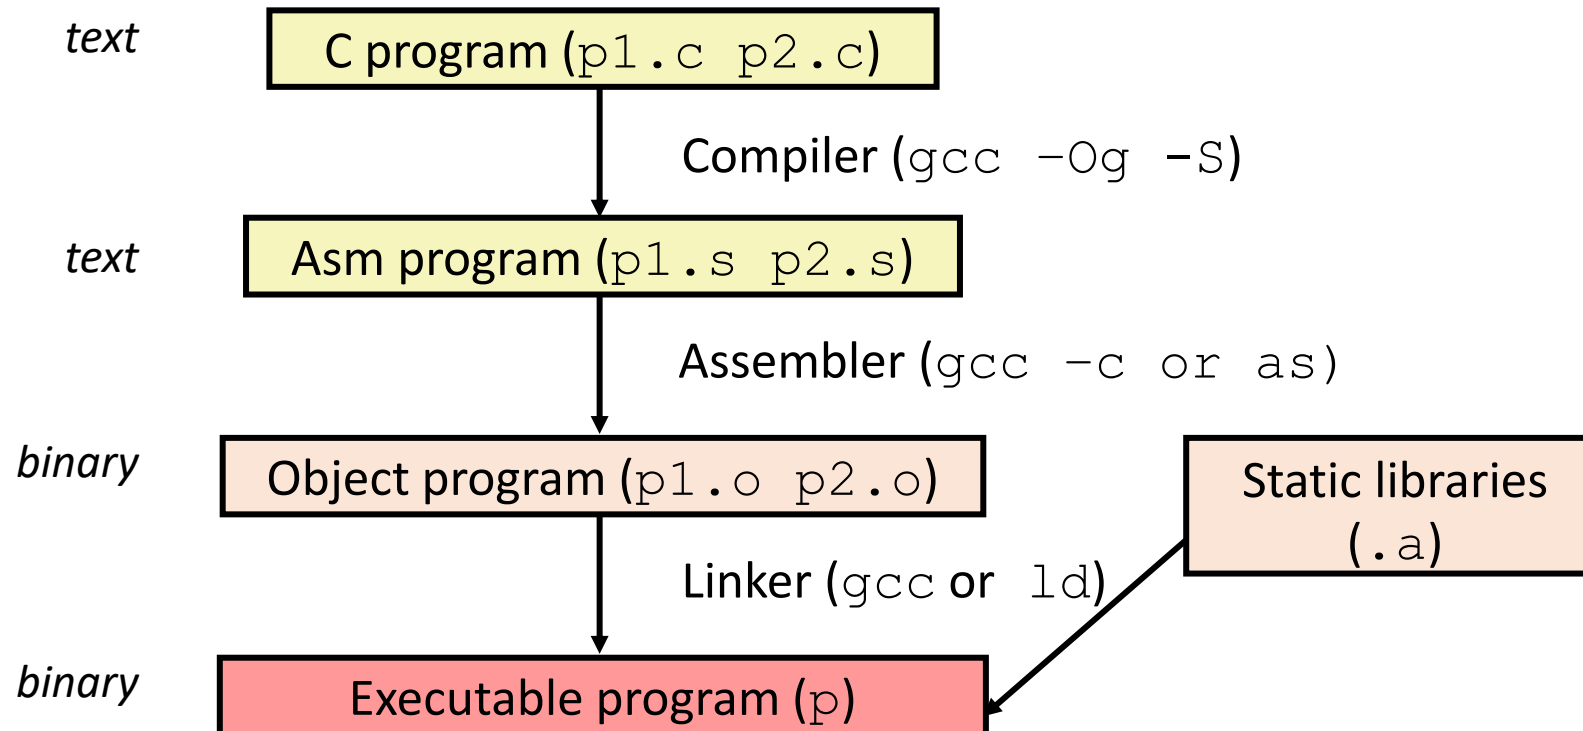 text
C program (p1.c p2.c)
Compiler (gcc –Og -S)
text
Asm program (p1.s p2.s)
Assembler (gcc –c or as)
binary
Object program (p1.o p2.o)
Static libraries
(.a)
Linker (gcc or ld)
binary
Executable program (p)